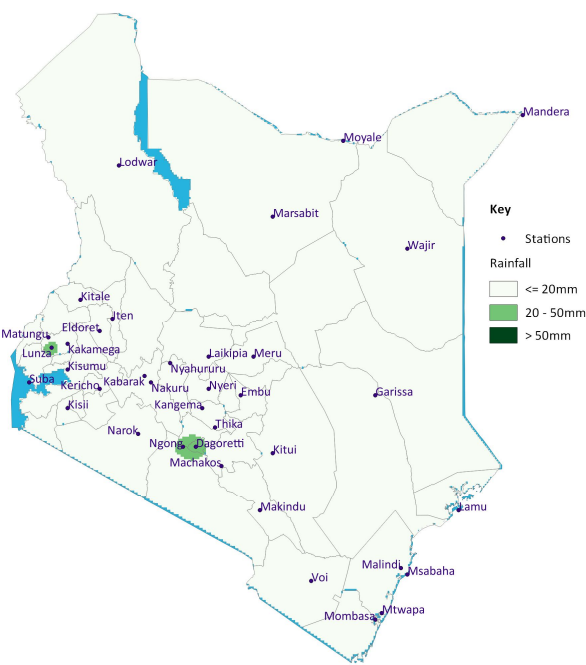 Mandera
Moyale
Lodwar
Marsabit
Key
Stations
Wajir
Rainfall
<= 20mm
20 - 50mm
> 50mm
Kitale
Iten
Eldoret
Matungu
Lunza
Kakamega
Laikipia
Meru
Kisumu
Nyahururu
Suba
Kericho
Kabarak
Nakuru
Nyeri
Embu
Garissa
Kisii
Kangema
Thika
Narok
Ngong
Dagoretti
Kitui
Machakos
Makindu
Lamu
Malindi
Msabaha
Voi
Mtwapa
Mombasa